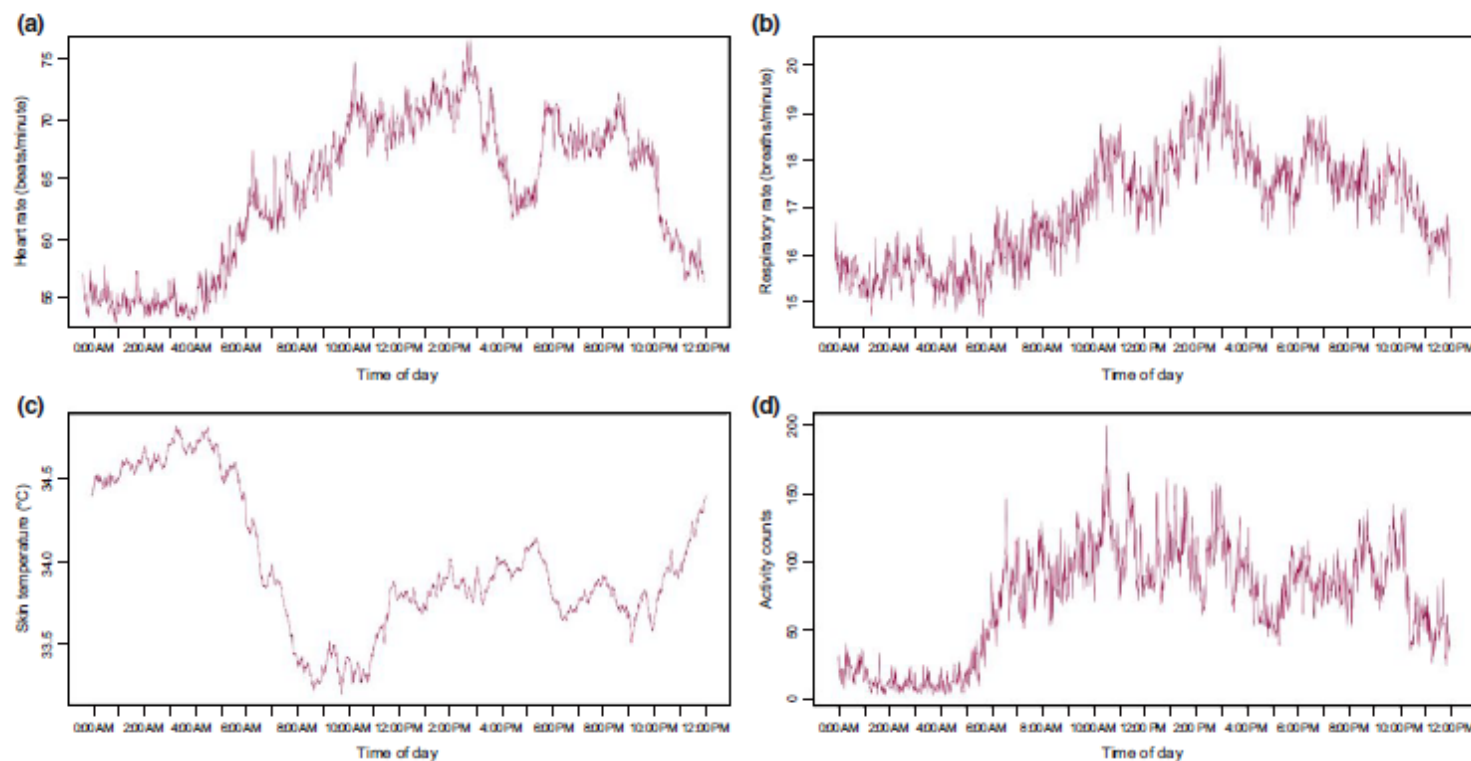 (a)
Heart rate (beats/minute)
75
70
65
60
55
0:00 AM 2:00 AM 4:00 AM 6:00 AM 8:00 AM 10:00 AM 12:00 PM 2:00 PM 4:00 PM 6:00 PM 8:00 PM 10:00 PM 12:00 PM
Time of day
(b)
Respiratory rate (breaths/minute)
20
19
18
17
16
15
0:00 AM 2:00 AM 4:00 AM 6:00 AM 8:00 AM 10:00 AM 12:00 PM 2:00 PM 4:00 PM 6:00 PM 8:00 PM 10:00 PM 12:00 PM
Time of day
(c)
Skin temperature (°C)
34.5
34.0
33.5
0:00 AM 2:00 AM 4:00 AM 6:00 AM 8:00 AM 10:00 AM 12:00 PM 2:00 PM 4:00 PM 6:00 PM 8:00 PM 10:00 PM 12:00 PM
Time of day
(d)
Activity counts
200
150
100
50
0
0:00 AM 2:00 AM 4:00 AM 6:00 AM 8:00 AM 10:00 AM 12:00 PM 2:00 PM 4:00 PM 6:00 PM 8:00 PM 10:00 PM 12:00 PM
Time of day